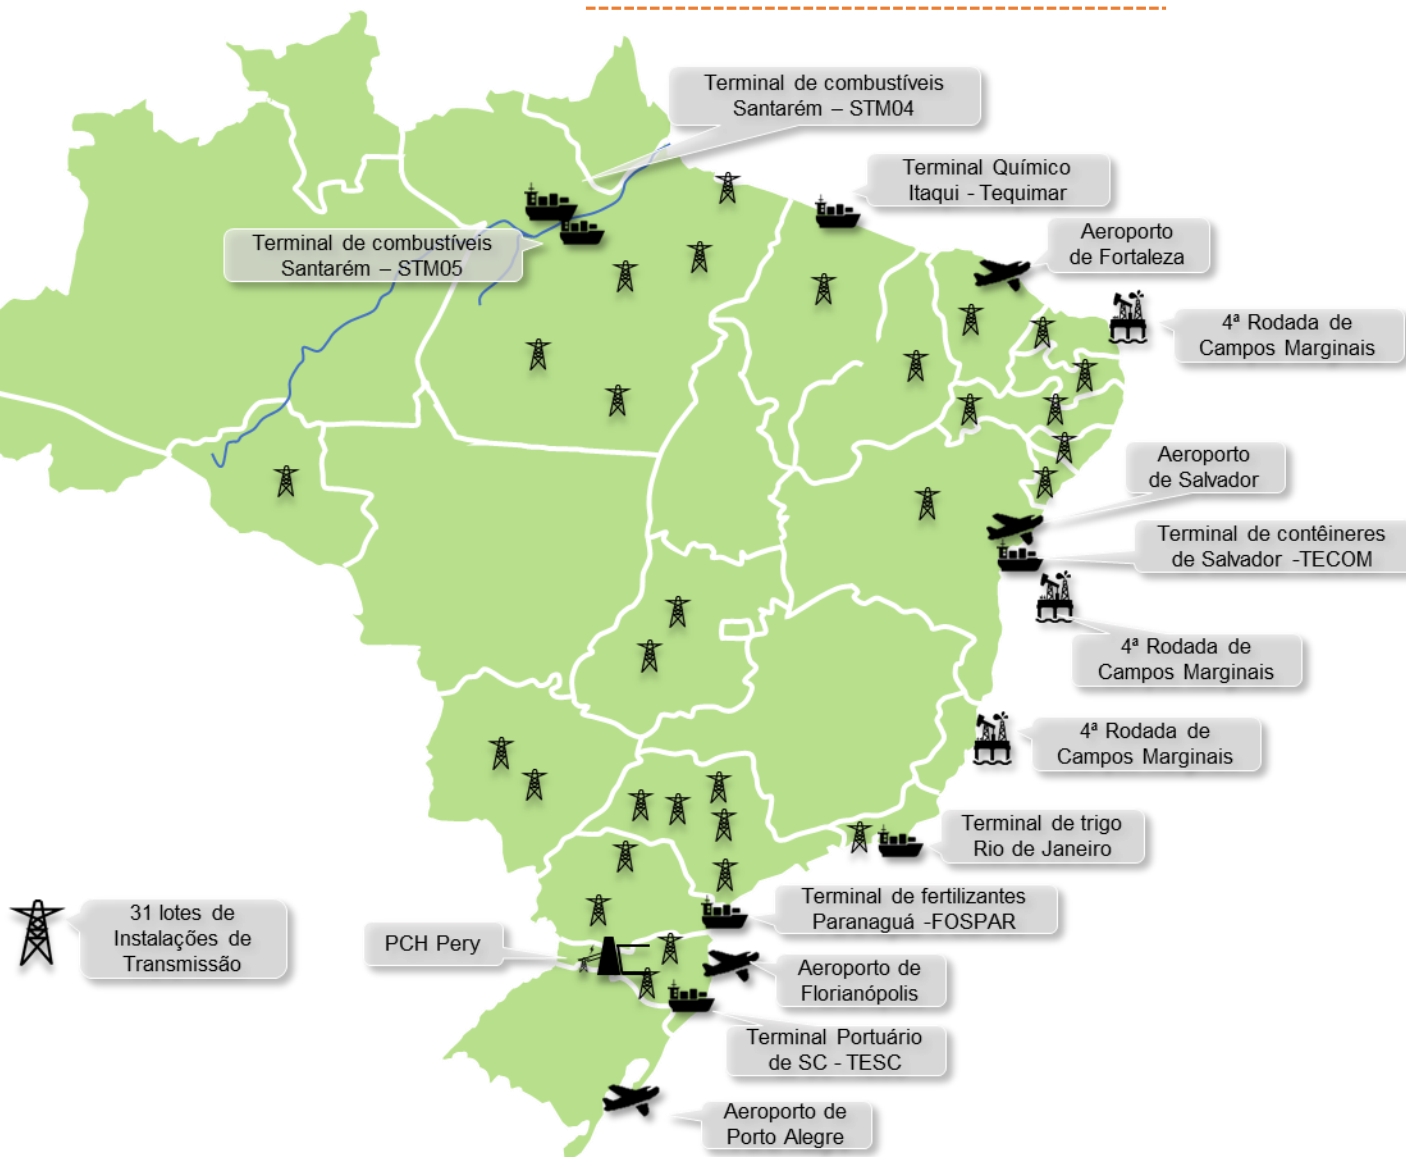 Terminal de combustíveis
Santarém – STM04
Terminal Químico
Itaqui - Tequimar
Terminal de combustíveis
Santarém – STM05
Aeroporto
de Fortaleza
4ª Rodada de
Campos Marginais
Aeroporto
de Salvador
Terminal de contêineres
de Salvador -TECOM
4ª Rodada de
Campos Marginais
4ª Rodada de
Campos Marginais
Terminal de trigo
Rio de Janeiro
Terminal de fertilizantes
Paranaguá -FOSPAR
31 lotes de
Instalações de
Transmissão
PCH Pery
Aeroporto de
Florianópolis
Terminal Portuário
de SC - TESC
Aeroporto de
Porto Alegre